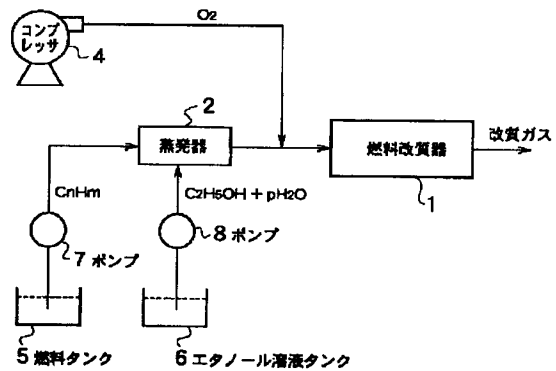 O2
コンプ
レッサ
4
2
蒸発器
燃料改質器
改質ガス
1
CnHm
C2H5OH+pH2O
7 ポンプ
8 ポンプ
5 燃料タンク
6 エタノール溶液タンク